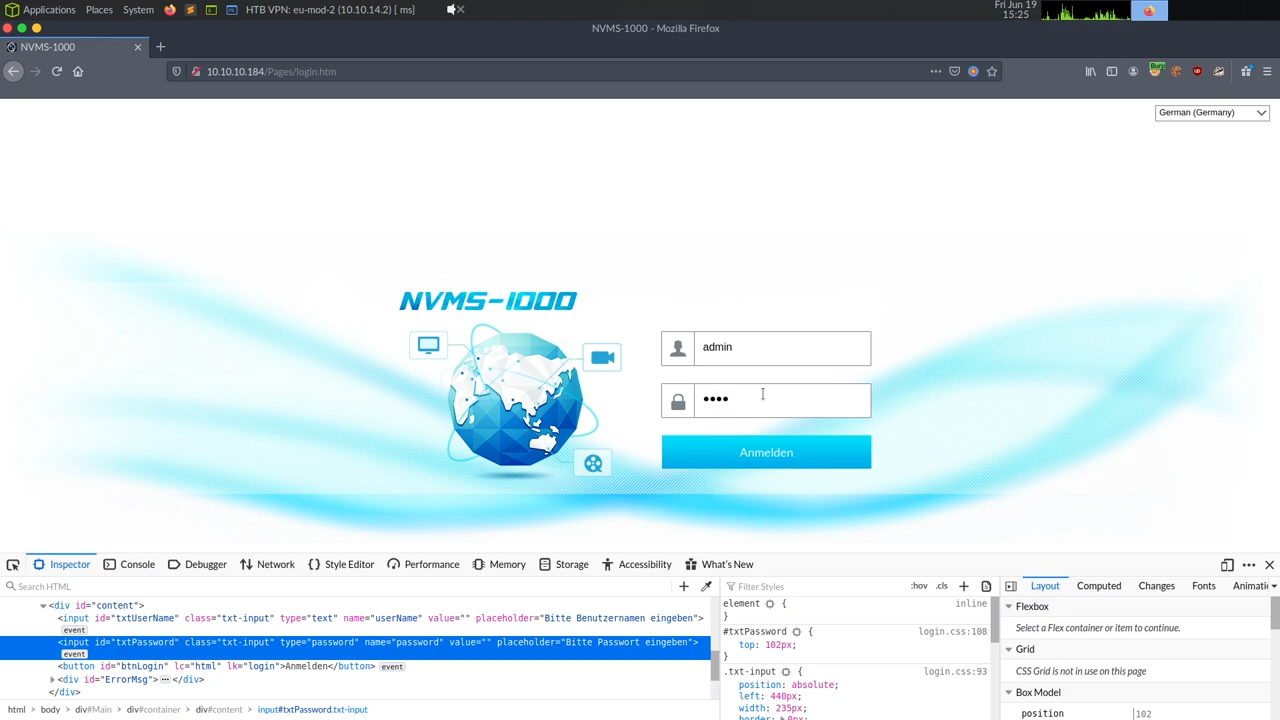 Applications Places System HTB VPN: eu-mod-2 (10.10.14.2) [ ms]
Fri Jun 19
15:25
NVMS-1000 - Mozilla Firefox
NVMS-1000
10.10.10.184/Pages/login.htm
Burp
German (Germany)
NVMS-1000
admin
••••
Anmelden
Inspector Console Debugger Network Style Editor Performance Memory Storage Accessibility What's New
Search HTML
Filter Styles
:hov .cls
Layout Computed Changes Fonts Animatio
<div id="content">
<input id="txtUserName" class="txt-input" type="text" name="userName" value="" placeholder="Bitte Benutzernamen eingeben">
event
<input id="txtPassword" class="txt-input" type="password" name="password" value="" placeholder="Bitte Passwort eingeben">
event
<button id="btnLogin" lc="html" lk="login">Anmelden</button> event
<div id="ErrorMsg"> </div>
</div>
html body div#Main div#container div#content input#txtPassword.txt-input
element { inline
}
#txtPassword { login.css:108
top: 102px;
}
.txt-input { login.css:93
position: absolute;
left: 440px;
width: 235px;
border: 0px;
Flexbox
Select a Flex container or item to continue.
Grid
CSS Grid is not in use on this page
Box Model
position 102